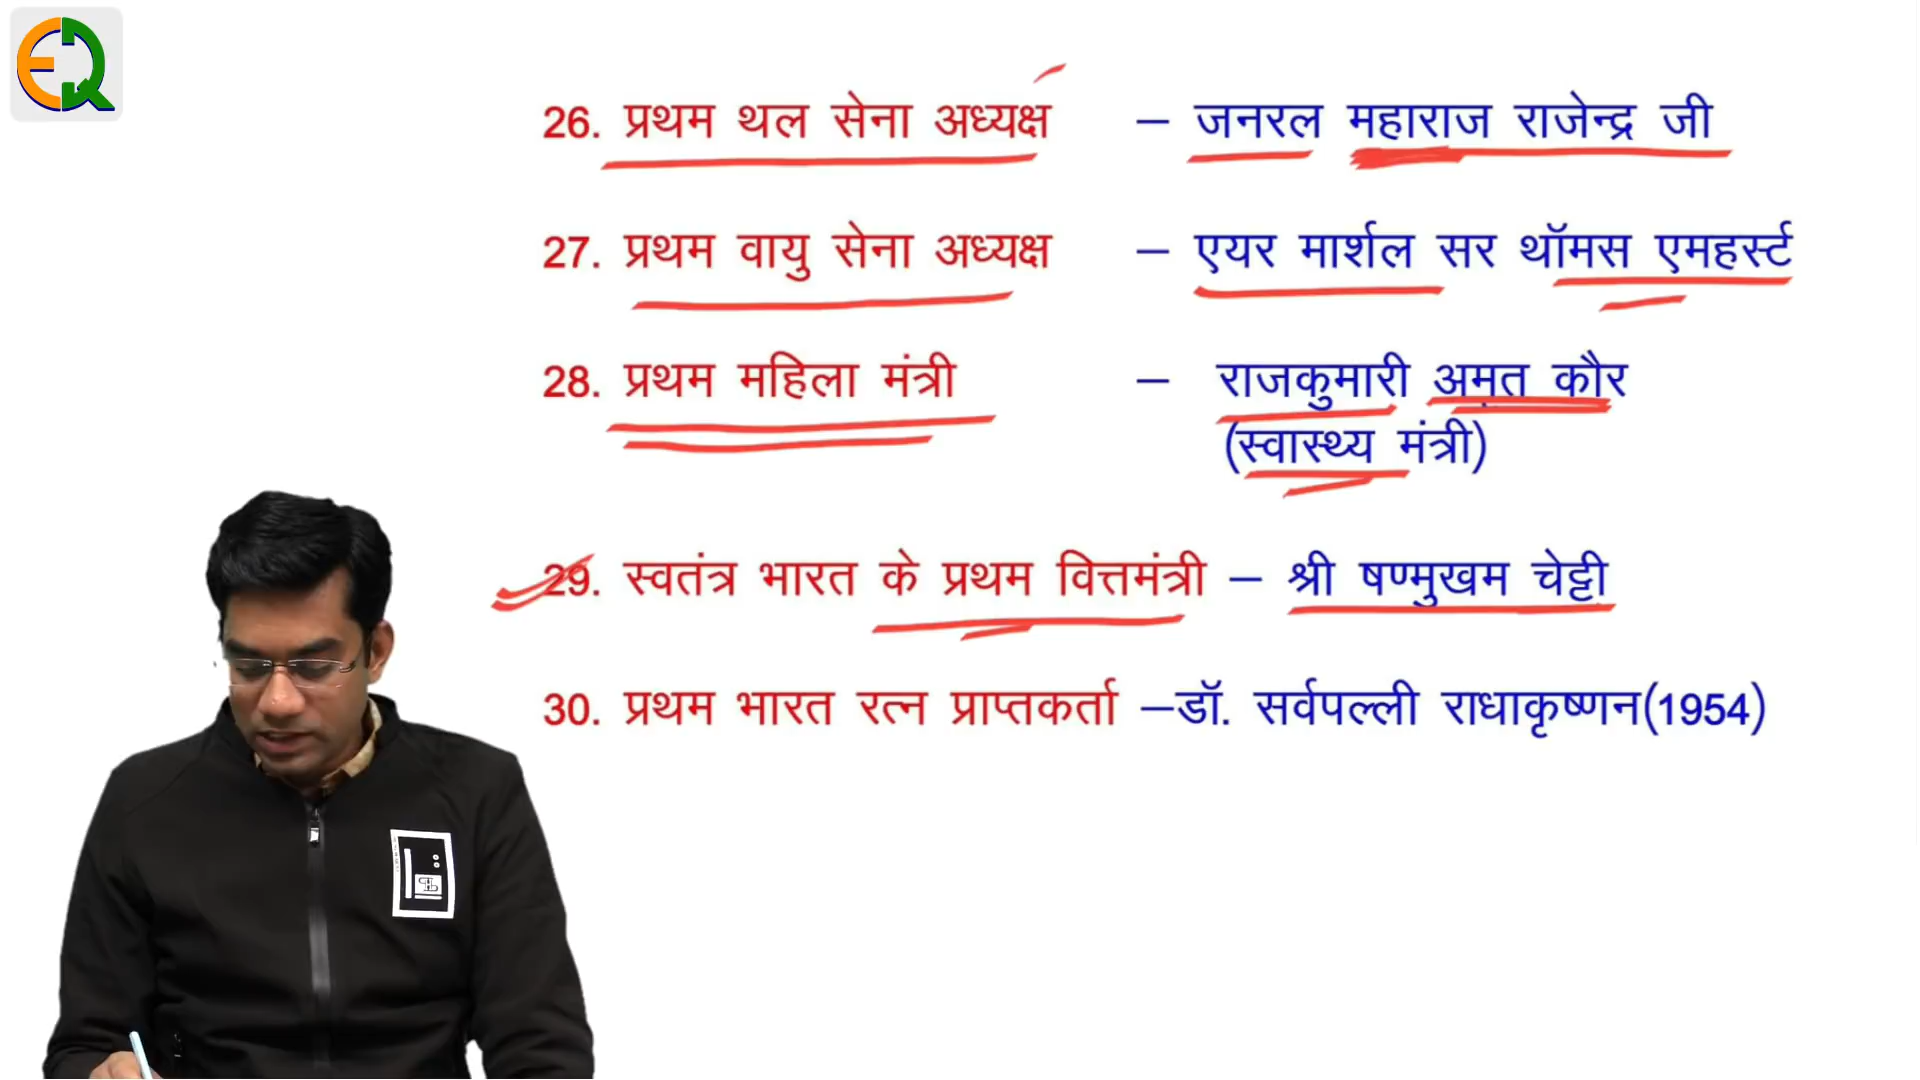 EQ
26. प्रथम थल सेना अध्यक्ष – जनरल महाराज राजेन्द्र जी
27. प्रथम वायु सेना अध्यक्ष – एयर मार्शल सर थॉमस एमहर्स्ट
28. प्रथम महिला मंत्री – राजकुमारी अमृत कौर
(स्वास्थ्य मंत्री)
29. स्वतंत्र भारत के प्रथम वित्तमंत्री – श्री षण्मुखम चेट्टी
30. प्रथम भारत रत्न प्राप्तकर्ता –डॉ. सर्वपल्ली राधाकृष्णन(1954)